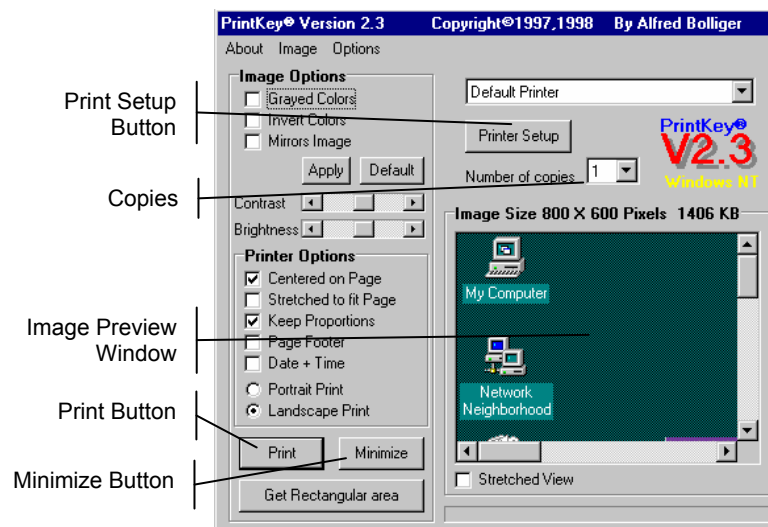 PrintKey® Version 2.3 Copyright©1997,1998 By Alfred Bolliger
About Image Options
Image Options
Grayed Colors
Invert Colors
Mirrors Image
Apply Default
Contrast
Brightness
Printer Options
Centered on Page
Stretched to fit Page
Keep Proportions
Page Footer
Date + Time
Portrait Print
Landscape Print
Print Minimize
Get Rectangular area
Default Printer
Printer Setup
PrintKey®
V2.3
Windows NT
Number of copies 1
Image Size 800 X 600 Pixels 1406 KB
My Computer
Network
Neighborhood
Stretched View
Print Setup
Button
Copies
Image Preview
Window
Print Button
Minimize Button